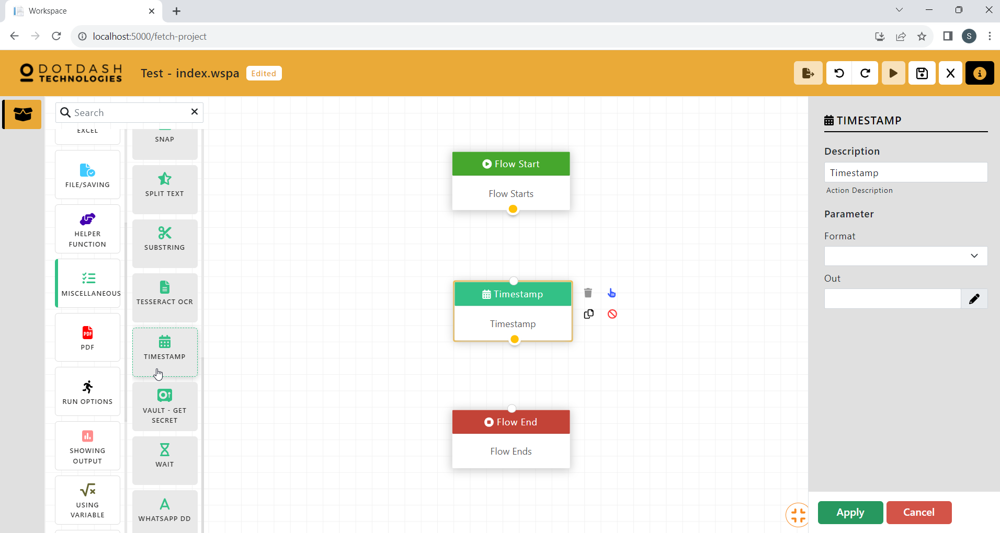 Workspace
localhost:5000/fetch-project
S
DOTDASH
TECHNOLOGIES
Test - index.wspa
Edited
Search
EXCEL
FILE/SAVING
HELPER
FUNCTION
MISCELLANEOUS
PDF
PDF
RUN OPTIONS
SHOWING
OUTPUT
USING
VARIABLE
SNAP
SPLIT TEXT
SUBSTRING
TESSERACT OCR
TIMESTAMP
VAULT - GET
SECRET
WAIT
WHATSAPP DD
Flow Start
Flow Starts
Timestamp
Timestamp
Flow End
Flow Ends
TIMESTAMP
Description
Timestamp
Action Description
Parameter
Format
Out
Apply
Cancel